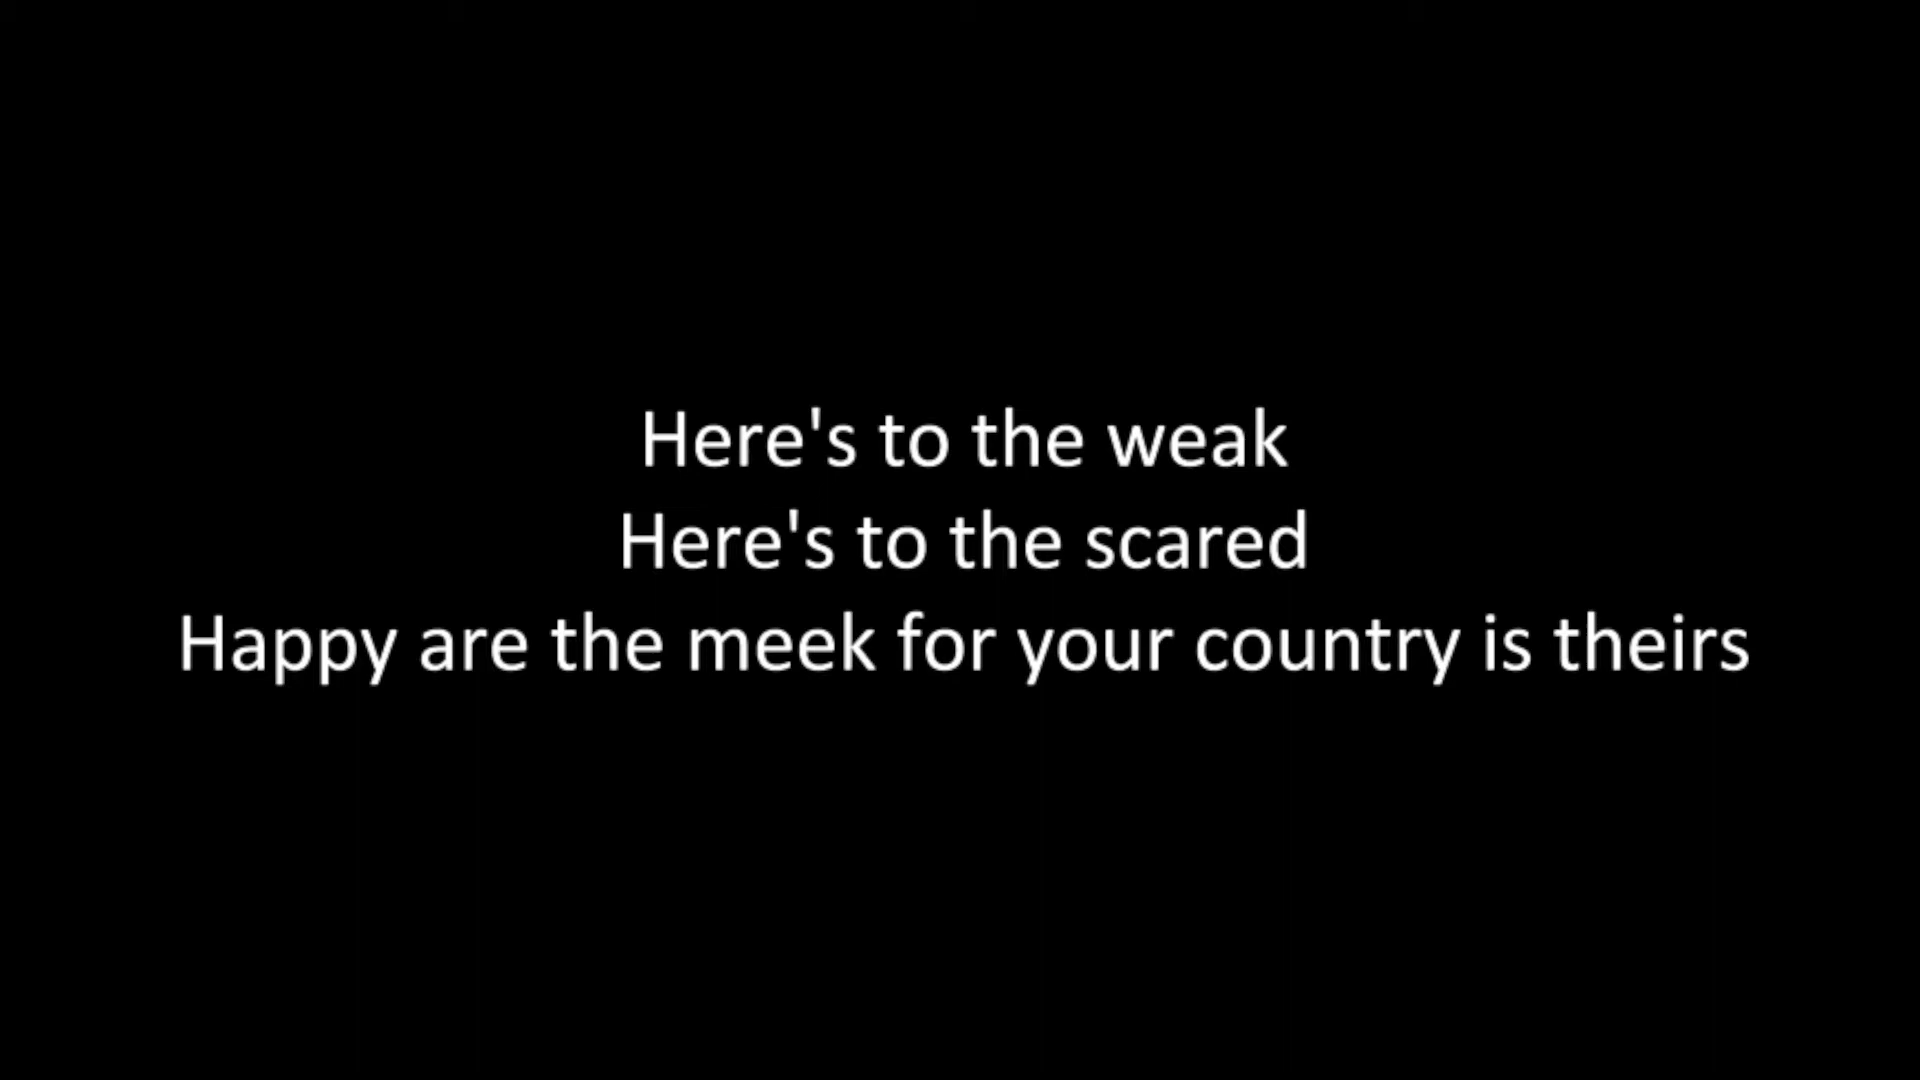 Here's to the weak
Here's to the scared
Happy are the meek for your country is theirs